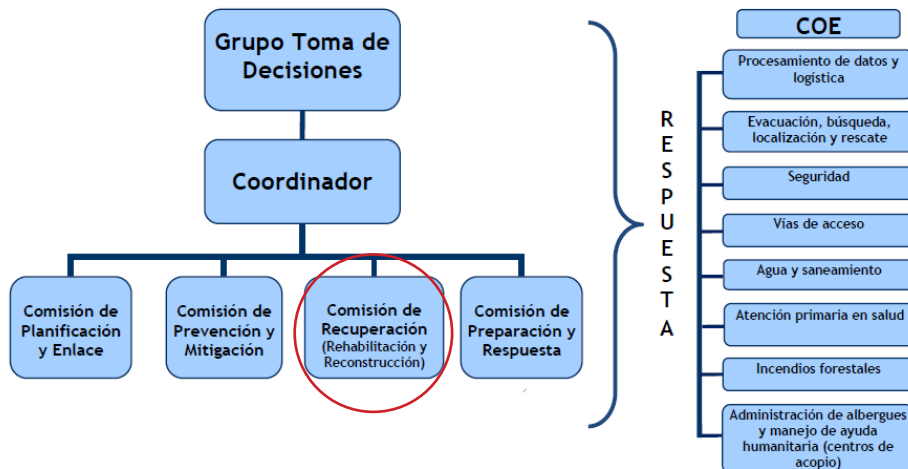 Grupo Toma de
Decisiones
Coordinador
Comisión de
Planificación
y Enlace
Comisión de
Prevención y
Mitigación
Comisión de
Recuperación
(Rehabilitación y
Reconstrucción)
Comisión de
Preparación y
Respuesta
R
E
S
P
U
E
S
T
A
COE
Procesamiento de datos y
logística
Evacuación, búsqueda,
localización y rescate
Seguridad
Vías de acceso
Agua y saneamiento
Atención primaria en salud
Incendios forestales
Administración de albergues
y manejo de ayuda
humanitaria (centros de
acopio)